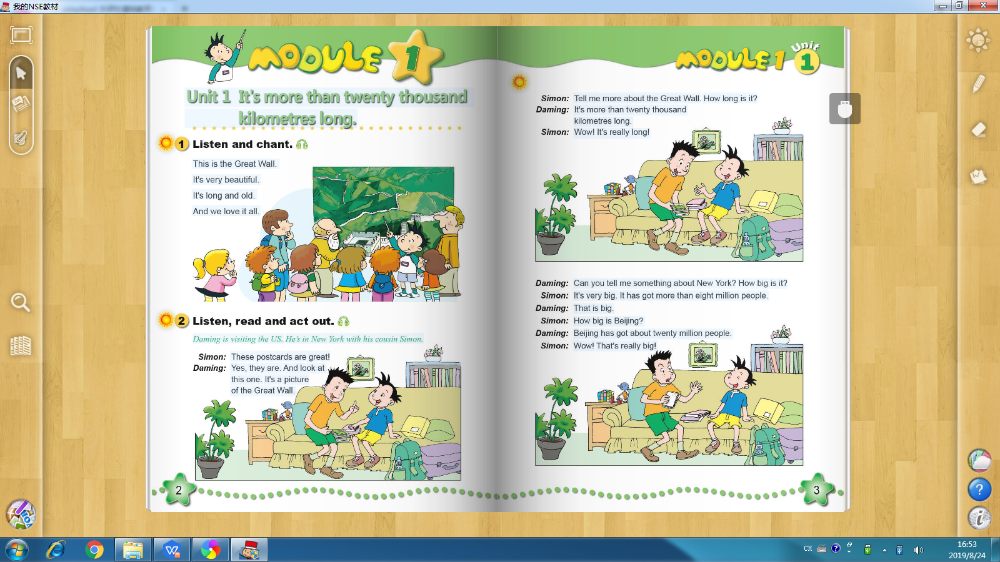 我的NSE教材
MODULE 1
Unit 1 It's more than twenty thousand
kilometres long.
1 Listen and chant.
This is the Great Wall.
It's very beautiful.
It's long and old.
And we love it all.
2 Listen, read and act out.
Daming is visiting the US. He's in New York with his cousin Simon.
Simon: These postcards are great!
Daming: Yes, they are. And look at
this one. It's a picture
of the Great Wall.
2
MODULE 1 Unit 1
Simon: Tell me more about the Great Wall. How long is it?
Daming: It's more than twenty thousand
kilometres long.
Simon: Wow! It's really long!
Daming: Can you tell me something about New York? How big is it?
Simon: It's very big. It has got more than eight million people.
Daming: That is big.
Simon: How big is Beijing?
Daming: Beijing has got about twenty million people.
Simon: Wow! That's really big!
3
CH
16:53
2019/8/24